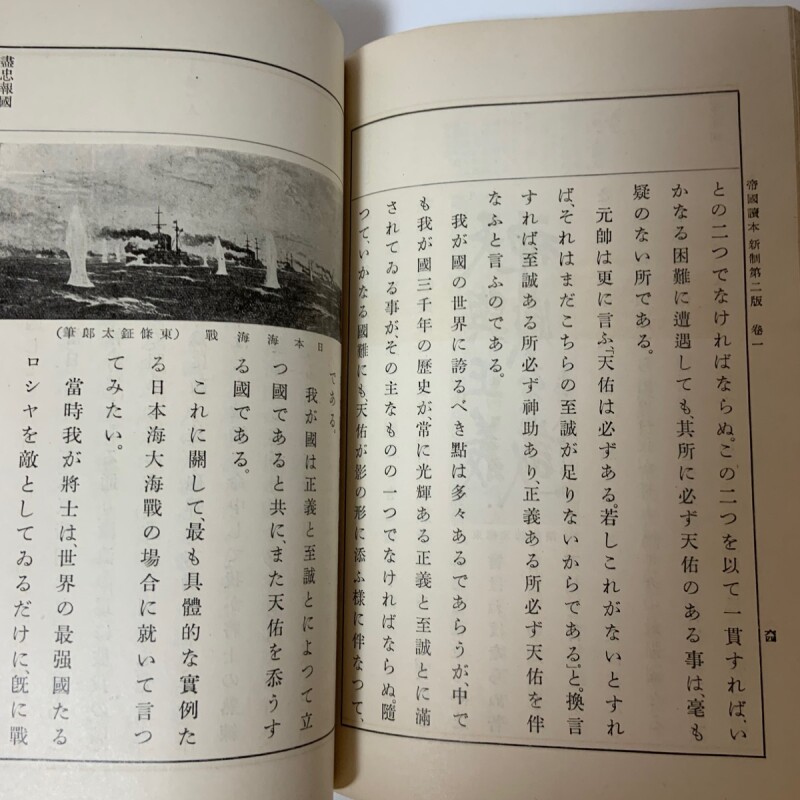 帝國讀本 新制第二版 卷一
との二つでなければならぬ。この二つを以て一貫すれば、い
かなる困難に遭遇しても、其所に必ず天佑のある事は、毫も
疑のない所である。
元帥は更に言ふ、「天佑は必ずある。若しこれがないとすれ
ば、それはまだこちらの至誠が足りないからである」と。換言
すれば、至誠ある所必ず神助あり、正義ある所必ず天佑を伴
なふと言ふのである。
我が國の世界に誇るべき點は多々あるであらうが、中で
も我が國三千年の歷史が、常に光輝ある正義と至誠とに滿
されてゐる事が、その主なものの一つでなければならぬ。隨
つて、いかなる國難にも、天佑が影の形に添ふ樣に伴なつて、
盡忠報國
日本海海戰(東條鉦太郎筆)
である。
我が國は正義と至誠とによつて立
つ國であると共に、また天佑を忝うす
る國である。
これに關して、最も具體的な實例た
る日本海大海戰の場合に就いて言つ
てみたい。
當時我が將士は、世界の最强國たる
ロシヤを敵としてゐるだけに、旣に戰